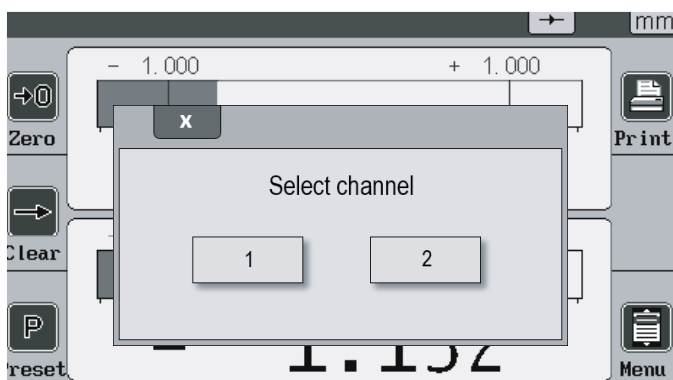 mm
- 1.000 + 1.000
Zero
Print
X
Select channel
1 2
Clear
P
Preset
Menu